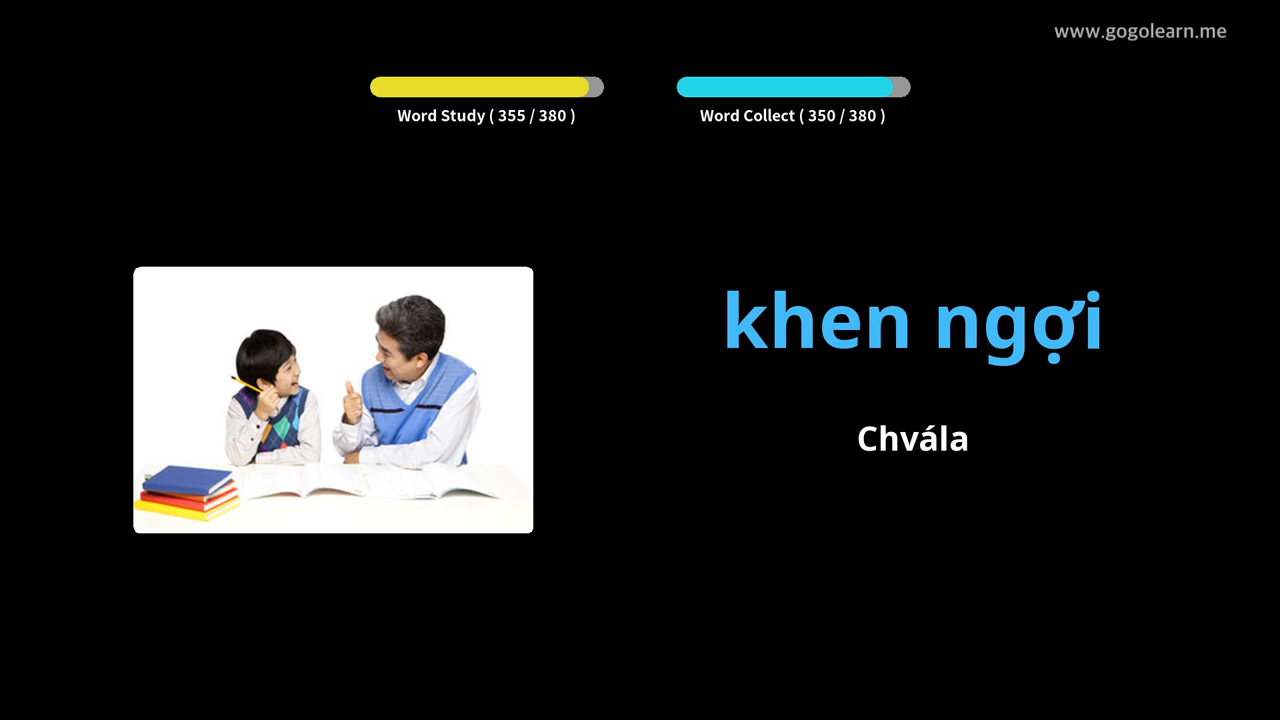 www.gogolearn.me
Word Study ( 355 / 380 )
Word Collect ( 350 / 380 )
khen ngợi
Chvála